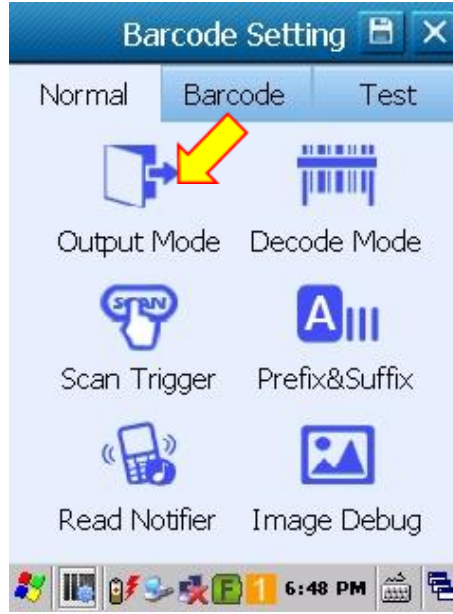 Barcode Setting
Normal Barcode Test
Output Mode Decode Mode
SCAN A
Scan Trigger Prefix&Suffix
Read Notifier Image Debug
F 1 6:48 PM